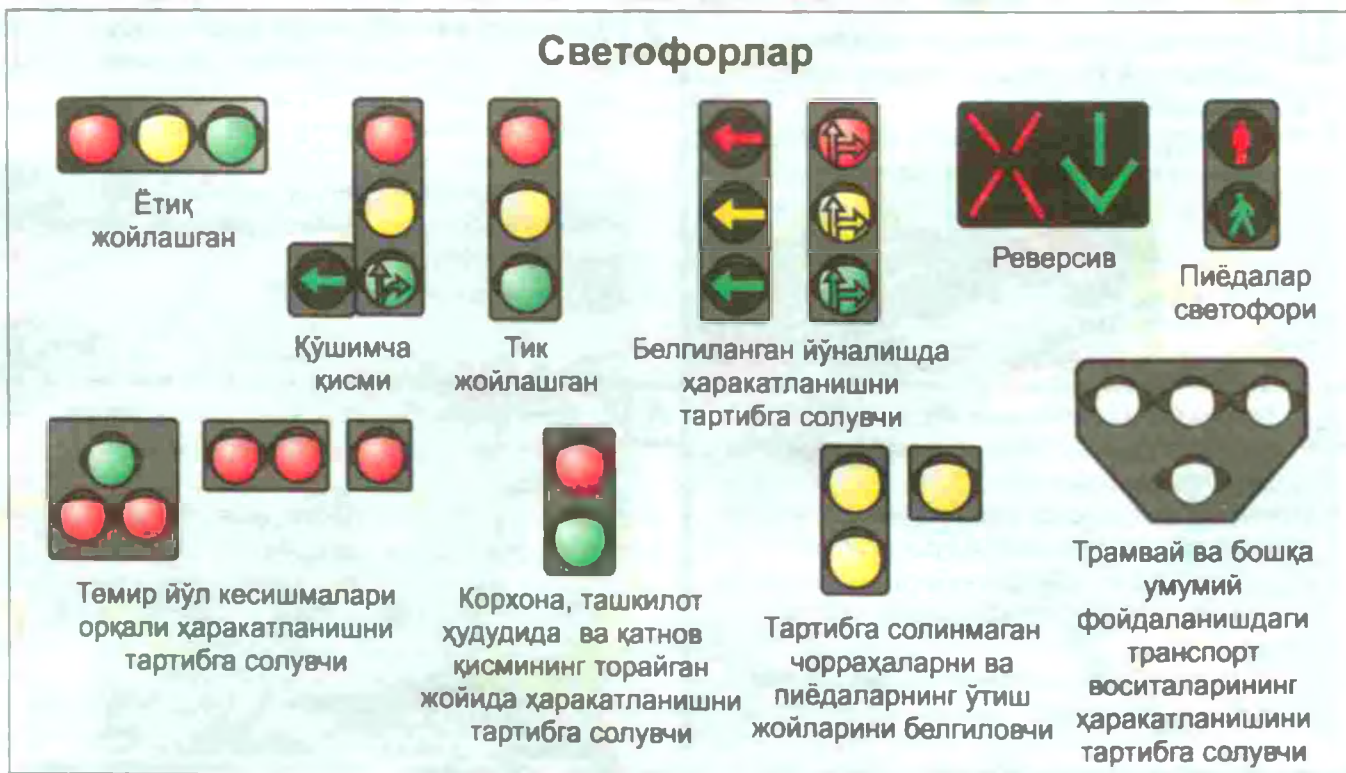 Светофорлар
Ётиқ
жойлашган
Қўшимча
қисми
Тик
жойлашган
Белгиланган йўналишда
ҳаракатланишни
тартибга солувчи
Реверсив
Пиёдалар
светофори
Темир йўл кесишмалари
орқали ҳаракатланишни
тартибга солувчи
Корхона, ташкилот
ҳудудида ва қатнов
қисмининг торайган
жойида ҳаракатланишни
тартибга солувчи
Тартибга солинмаган
чорраҳаларни ва
пиёдаларнинг ўтиш
жойларини белгиловчи
Трамвай ва бошқа
умумий
фойдаланишдаги
транспорт
воситаларининг
ҳаракатланишини
тартибга солувчи